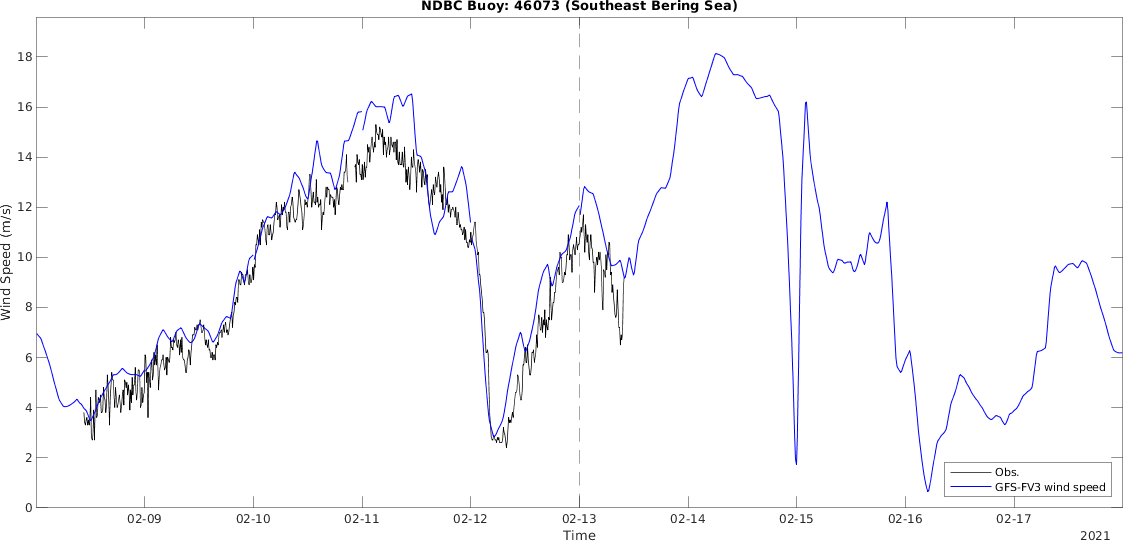 NDBC Buoy: 46073 (Southeast Bering Sea)
Wind Speed (m/s)
18
16
14
12
10
8
6
4
2
0
Obs.
GFS-FV3 wind speed
02-09 02-10 02-11 02-12 02-13 02-14 02-15 02-16 02-17
Time
2021